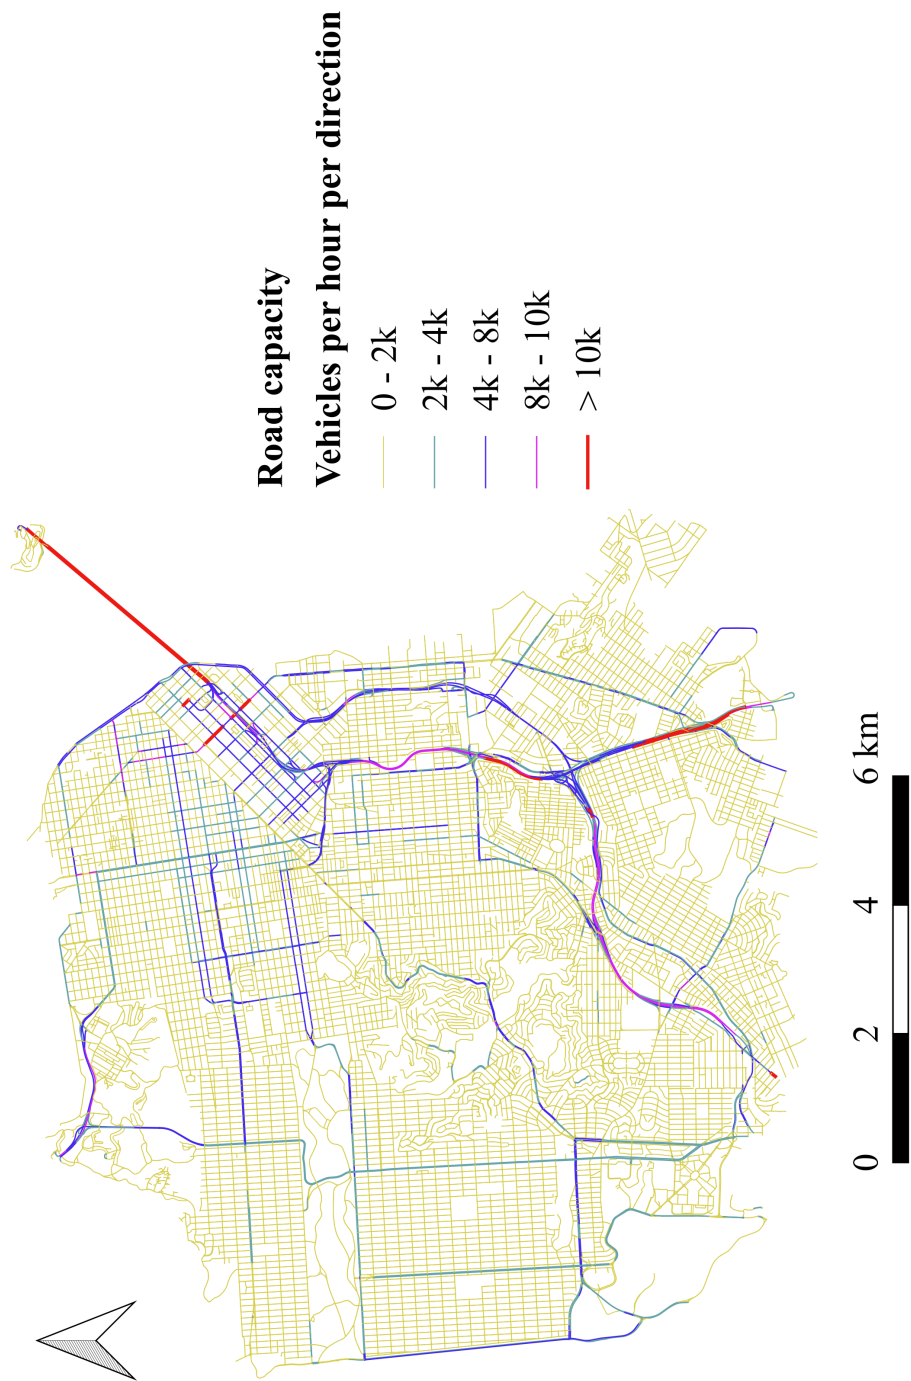 Road capacity
Vehicles per hour per direction
0 - 2k
2k - 4k
4k - 8k
8k - 10k
> 10k
0 2 4 6 km